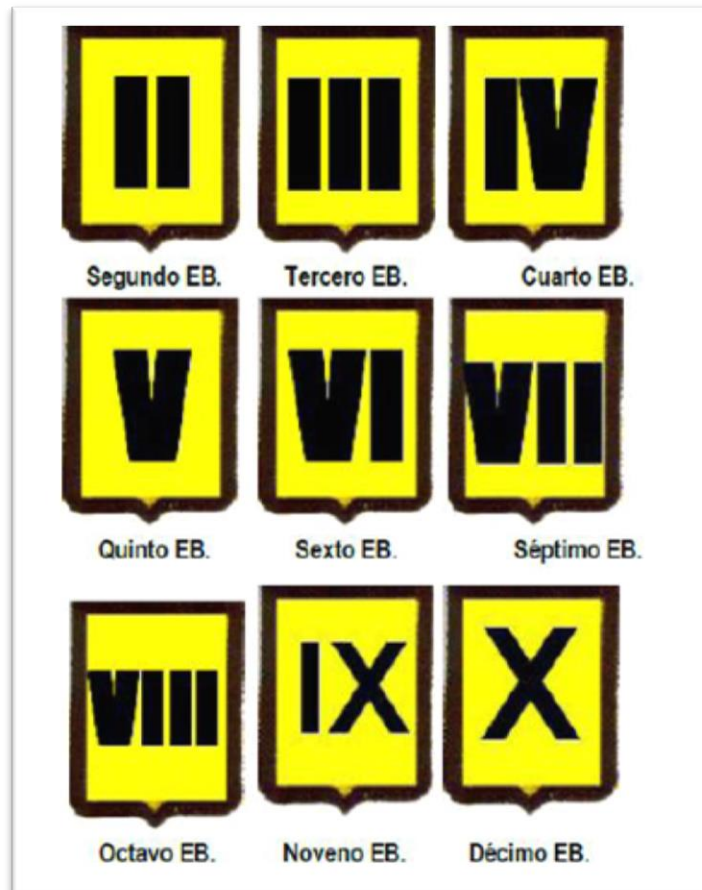 II III IV
Segundo EB. Tercero EB. Cuarto EB.
V VI VII
Quinto EB. Sexto EB. Séptimo EB.
VIII IX X
Octavo EB. Noveno EB. Décimo EB.